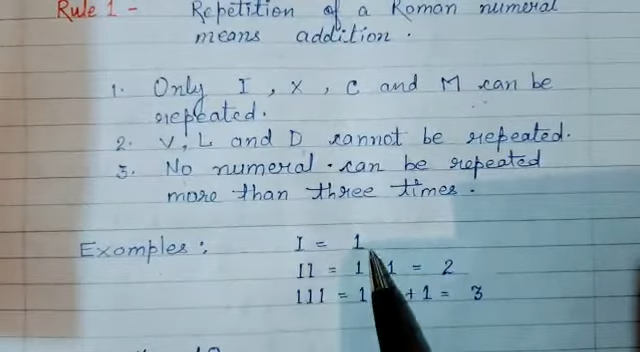 Rule 1 - Repetition of a Roman numeral
means addition.
1. Only I, X, C and M can be
repeated.
2. V, L and D cannot be repeated.
3. No numeral can be repeated
more than three times.
Examples: I = 1
II = 1 1 = 2
III = 1 + 1 = 3